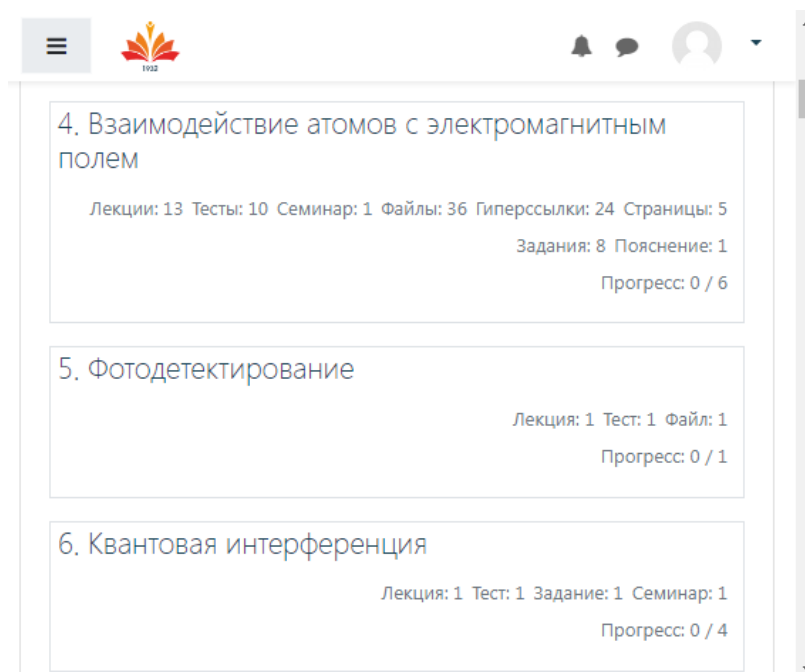 1932
4. Взаимодействие атомов с электромагнитным
полем
Лекции: 13 Тесты: 10 Семинар: 1 Файлы: 36 Гиперссылки: 24 Страницы: 5
Задания: 8 Пояснение: 1
Прогресс: 0 / 6
5. Фотодетектирование
Лекция: 1 Тест: 1 Файл: 1
Прогресс: 0 / 1
6. Квантовая интерференция
Лекция: 1 Тест: 1 Задание: 1 Семинар: 1
Прогресс: 0 / 4